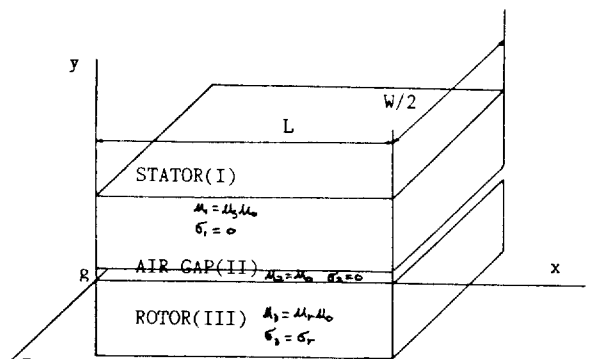 y
W/2
L
STATOR(I)
μ₁ = μₛμ₀
σ₁ = 0
g AIR GAP(II) μ₂=μ₀ σ₂=0 x
ROTOR(III) μ₃ = μᵣμ₀
σ₃ = σᵣ